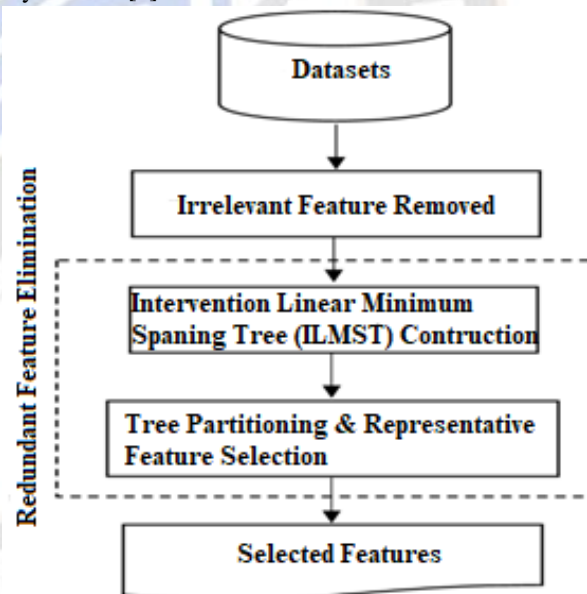 Datasets
Irrelevant Feature Removed
Redundant Feature Elimination
Intervention Linear Minimum
Spaning Tree (ILMST) Contruction
Tree Partitioning & Representative
Feature Selection
Selected Features